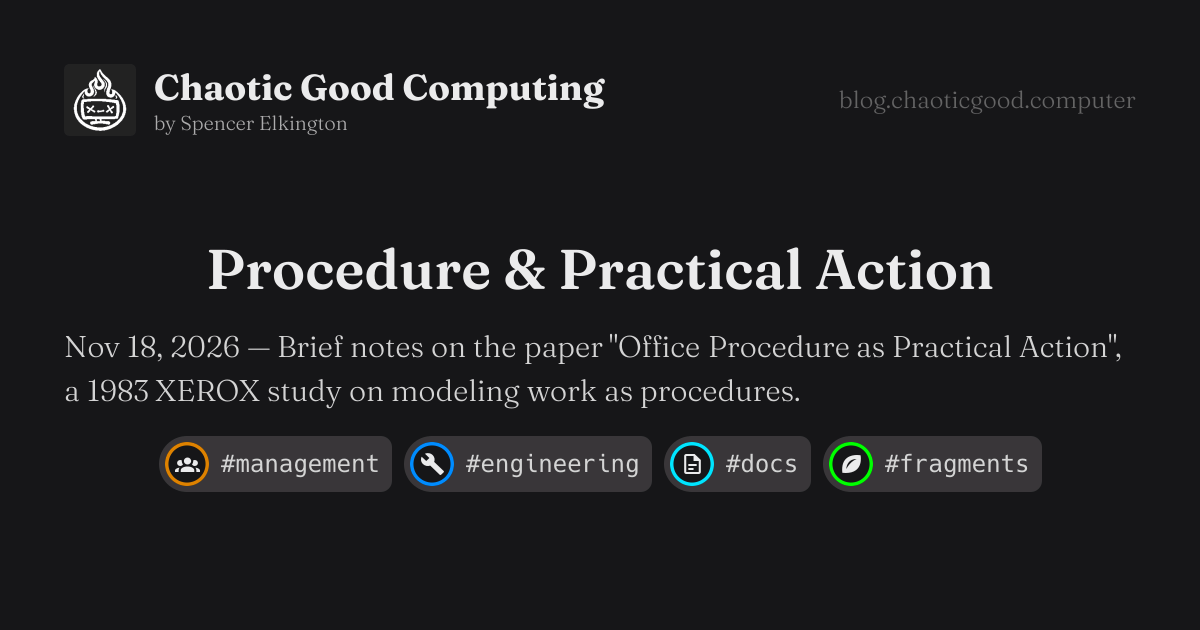 Chaotic Good Computing
by Spencer Elkington
blog.chaoticgood.computer
Procedure & Practical Action
Nov 18, 2026 — Brief notes on the paper "Office Procedure as Practical Action",
a 1983 XEROX study on modeling work as procedures.
#management #engineering #docs #fragments